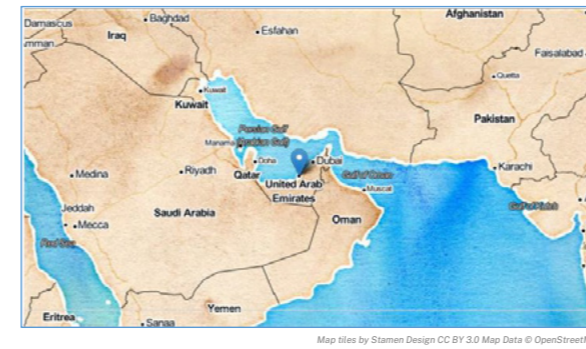 Damascus
Baghdad
Afghanistan
Iraq
Esfahan
mman
Faisalabad
Quetta
Kuwait
Kuwait
Pakistan
Persian Gulf
Manama
(Arabian Gulf)
Doha
Dubai
Karachi
Medina
Riyadh
Qatar
Gulf of Oman
United Arab
Emirates
Muscat
Jeddah
Mecca
Saudi Arabia
Oman
Red Sea
Yemen
Eritrea
Sanaa
Map tiles by Stamen Design CC BY 3.0 Map Data © OpenStreet